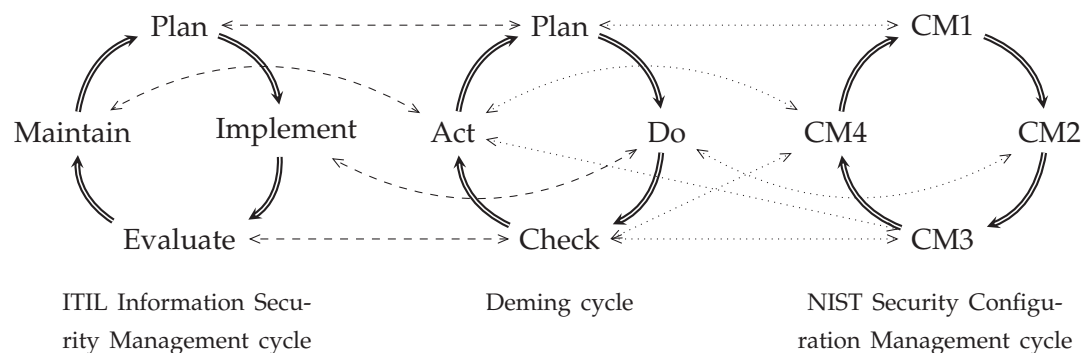 Plan
Plan
CM1
Maintain
Implement
Act
Do
CM4
CM2
Evaluate
Check
CM3
ITIL Information Secu-
rity Management cycle
Deming cycle
NIST Security Configu-
ration Management cycle